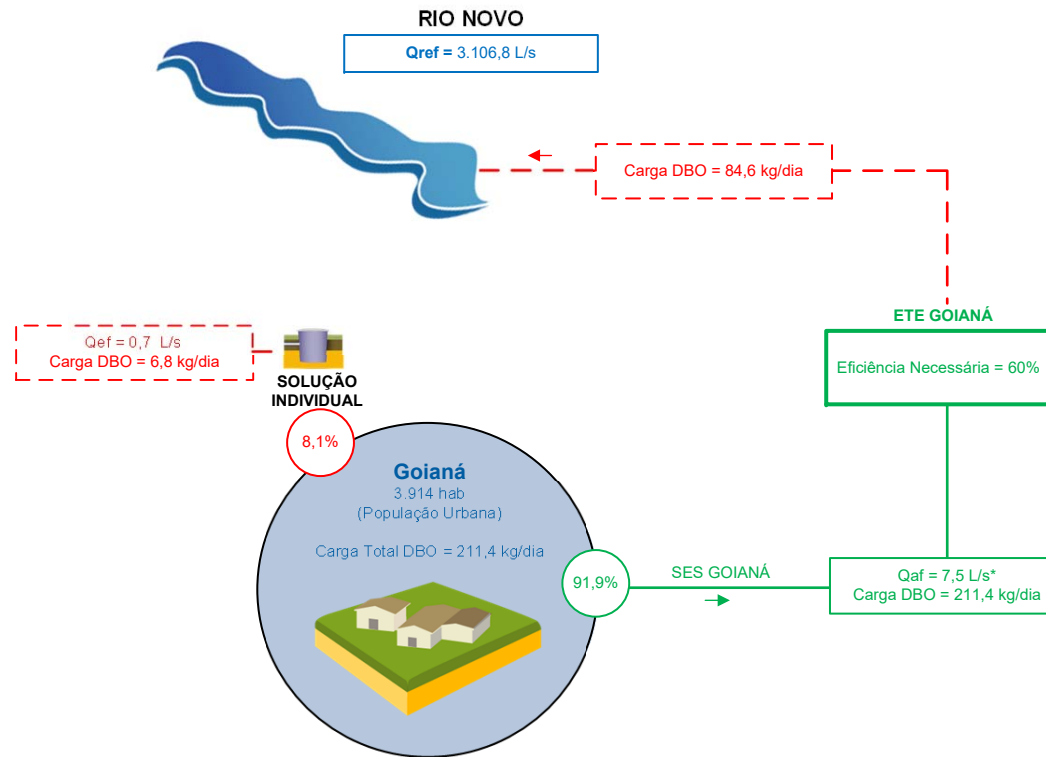 RIO NOVO
Qref = 3.106,8 L/s
Carga DBO = 84,6 kg/dia
ETE GOIANÁ
Eficiência Necessária = 60%
Qef = 0,7 L/s
Carga DBO = 6,8 kg/dia
SOLUÇÃO
INDIVIDUAL
8,1%
Goianá
3.914 hab
(População Urbana)
Carga Total DBO = 211,4 kg/dia
91,9%
SES GOIANÁ
Qaf = 7,5 L/s*
Carga DBO = 211,4 kg/dia